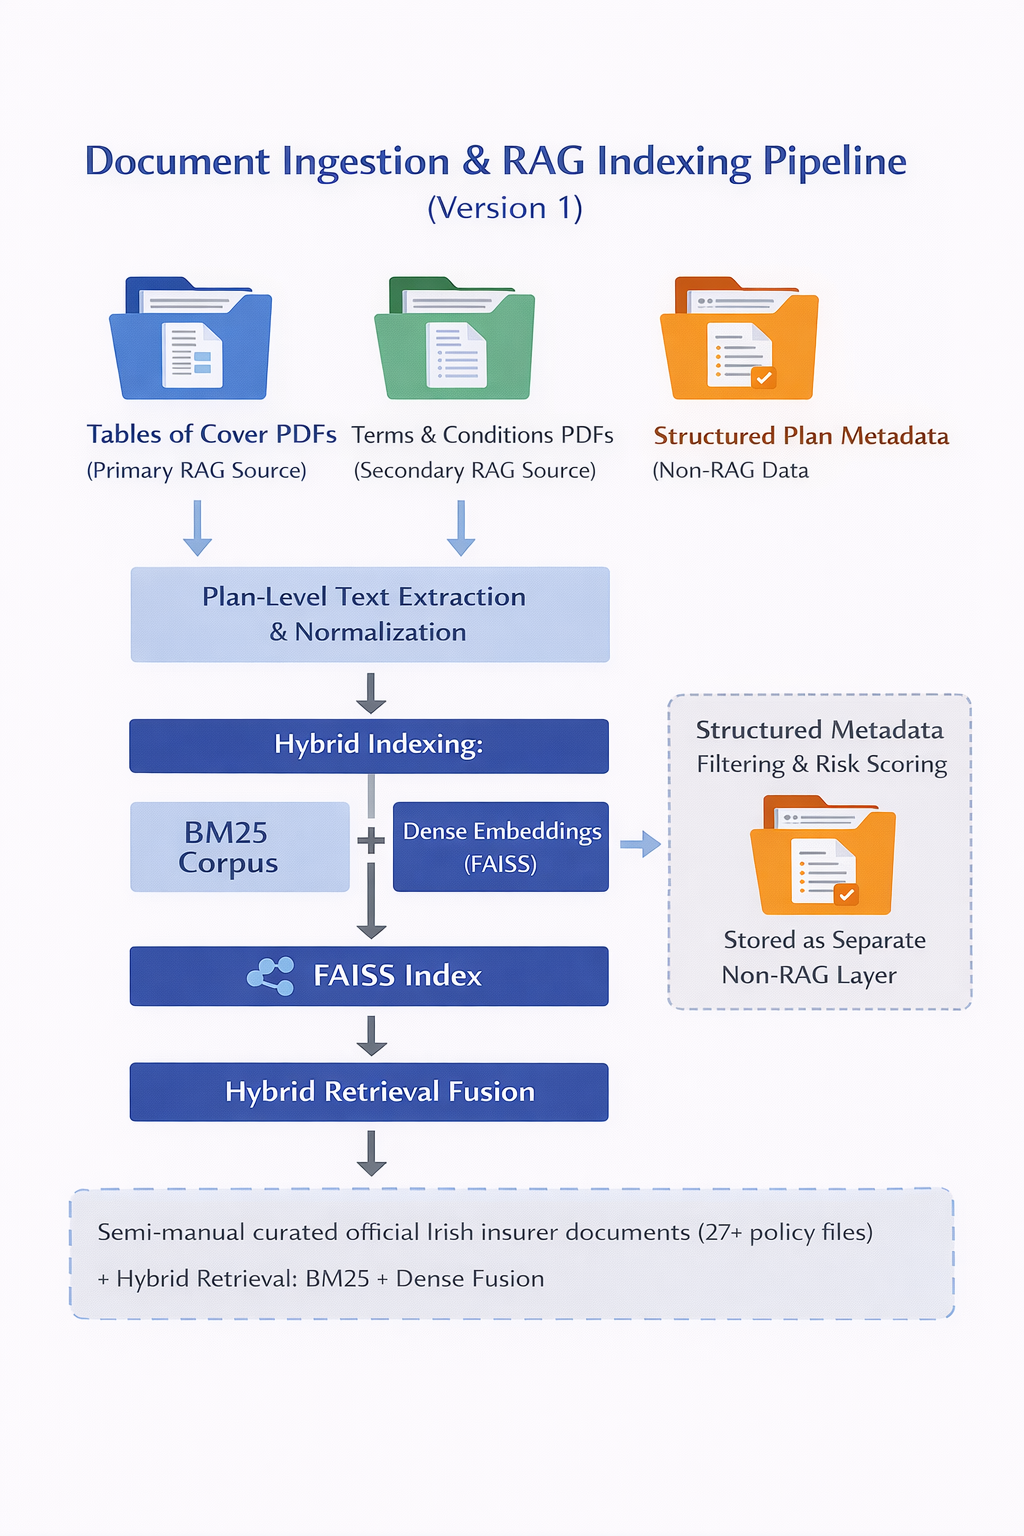 Document Ingestion & RAG Indexing Pipeline
(Version 1)
Tables of Cover PDFs
(Primary RAG Source)
Terms & Conditions PDFs
(Secondary RAG Source)
Structured Plan Metadata
(Non-RAG Data
Plan-Level Text Extraction
& Normalization
Hybrid Indexing:
BM25
Corpus
+
Dense Embeddings
(FAISS)
Structured Metadata
Filtering & Risk Scoring
Stored as Separate
Non-RAG Layer
FAISS Index
Hybrid Retrieval Fusion
Semi-manual curated official Irish insurer documents (27+ policy files)
+ Hybrid Retrieval: BM25 + Dense Fusion